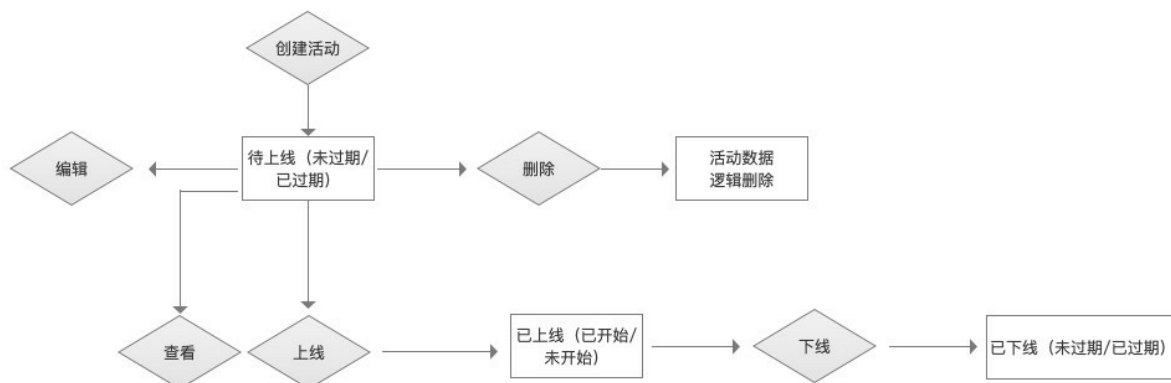 创建活动
编辑
待上线（未过期/
已过期）
删除
活动数据
逻辑删除
查看
上线
已上线（已开始/
未开始）
下线
已下线（未过期/已过期）